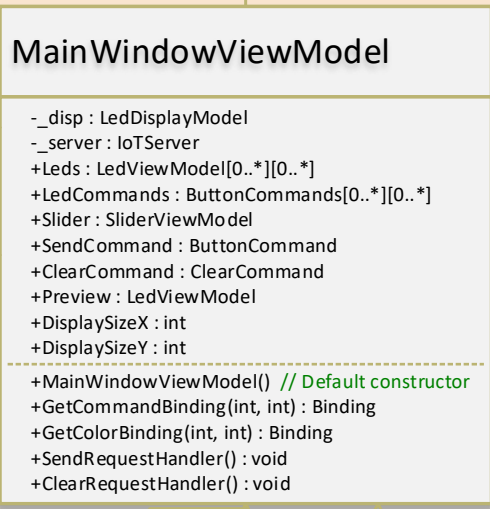 MainWindowViewModel
-_disp : LedDisplayModel
-_server : IoTServer
+Leds : LedViewModel[0..*][0..*]
+LedCommands : ButtonCommands[0..*][0..*]
+Slider : SliderViewModel
+SendCommand : ButtonCommand
+ClearCommand : ClearCommand
+Preview : LedViewModel
+DisplaySizeX : int
+DisplaySizeY : int
+MainWindowViewModel() // Default constructor
+GetCommandBinding(int, int) : Binding
+GetColorBinding(int, int) : Binding
+SendRequestHandler() : void
+ClearRequestHandler() : void